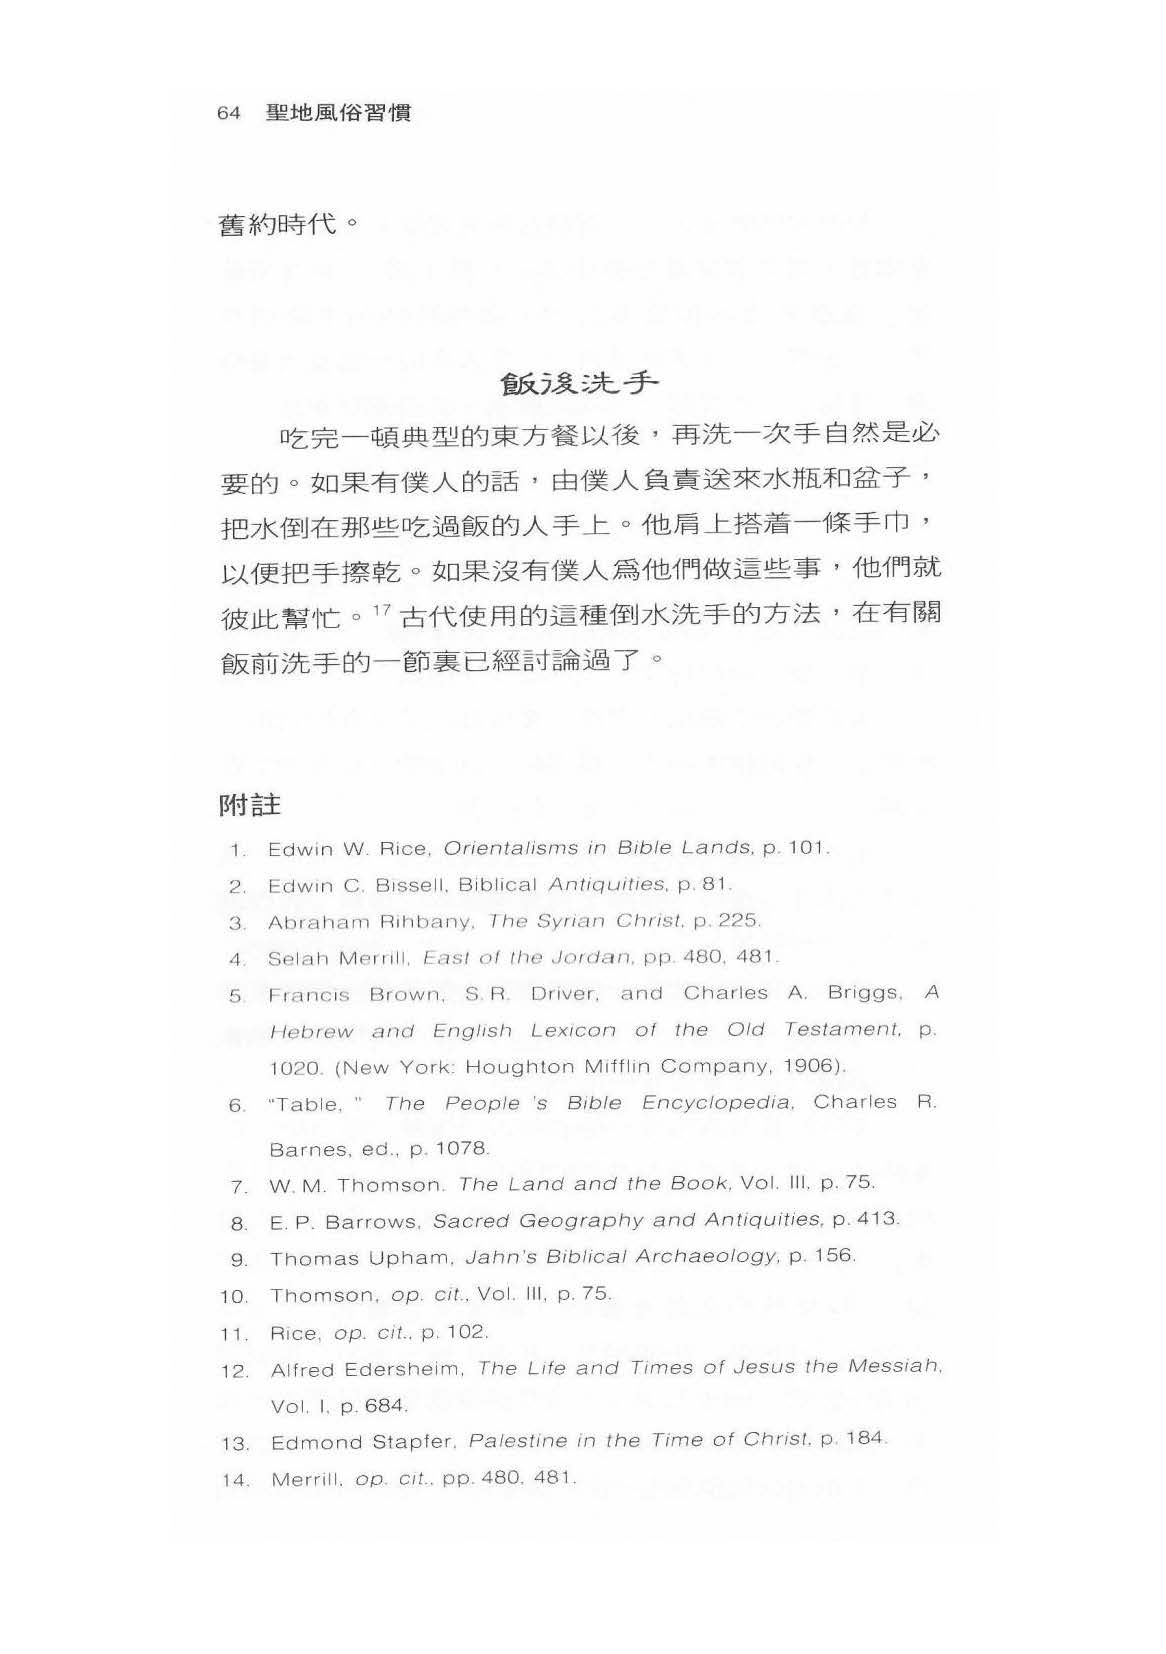 64 聖地風俗習慣
舊約時代。
飯後洗手
吃完一頓典型的東方餐以後，再洗一次手自然是必
要的。如果有僕人的話，由僕人負責送來水瓶和盆子，
把水倒在那些吃過飯的人手上。他肩上搭着一條手巾，
以便把手擦乾。如果沒有僕人爲他們做這些事，他們就
彼此幫忙。17 古代使用的這種倒水洗手的方法，在有關
飯前洗手的一節裏已經討論過了。
附註
1. Edwin W. Rice, Orientalisms in Bible Lands, p. 101.
2. Edwin C. Bissell, Biblical Antiquities, p. 81.
3. Abraham Rihbany, The Syrian Christ, p. 225.
4. Selah Merrill, East of the Jordan, pp. 480, 481.
5. Francis Brown, S. R. Driver, and Charles A. Briggs, A
Hebrew and English Lexicon of the Old Testament, p.
1020. (New York: Houghton Mifflin Company, 1906).
6. "Table, " The People 's Bible Encyclopedia, Charles R.
Barnes, ed., p. 1078.
7. W. M. Thomson. The Land and the Book, Vol. III, p. 75.
8. E. P. Barrows, Sacred Geography and Antiquities, p. 413.
9. Thomas Upham, Jahn's Biblical Archaeology, p. 156.
10. Thomson, op. cit., Vol. III, p. 75.
11. Rice, op. cit., p. 102.
12. Alfred Edersheim, The Life and Times of Jesus the Messiah,
Vol. I, p. 684.
13. Edmond Stapfer, Palestine in the Time of Christ, p. 184.
14. Merrill, op. cit., pp. 480, 481.